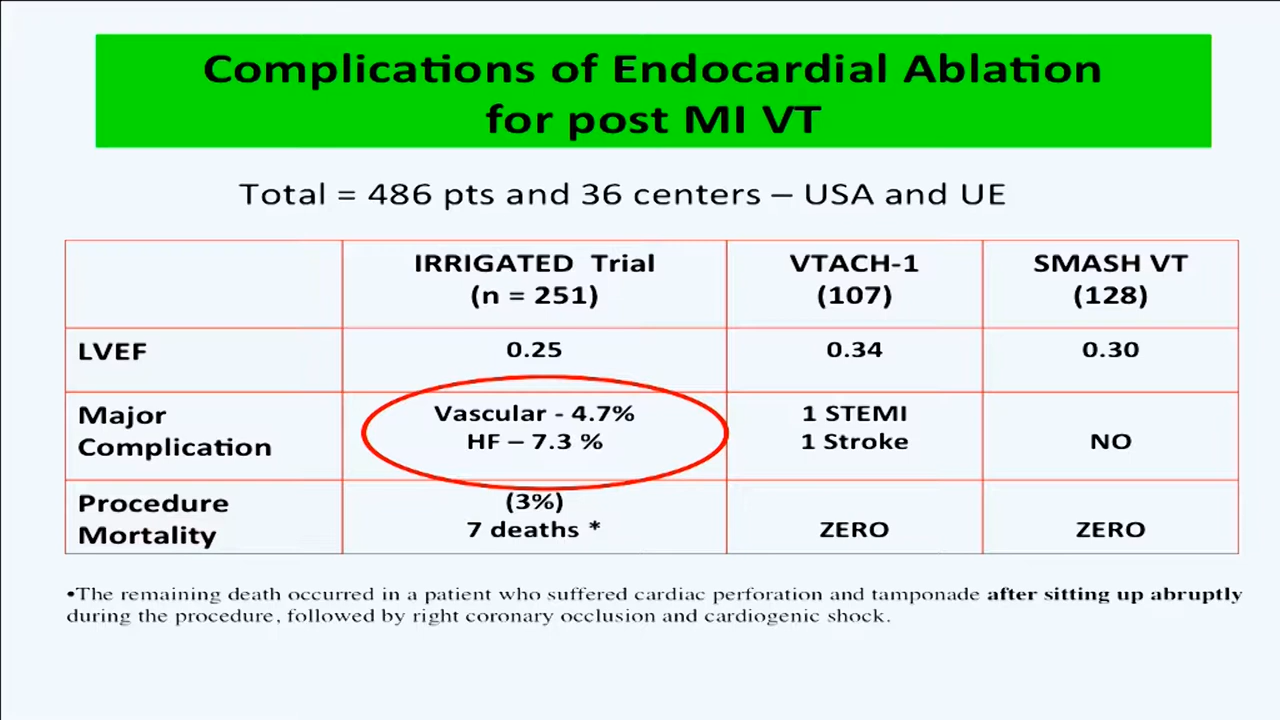 Complications of Endocardial Ablation
for post MI VT
Total = 486 pts and 36 centers – USA and UE
IRRIGATED Trial
(n = 251)
VTACH-1
(107)
SMASH VT
(128)
LVEF
0.25
0.34
0.30
Major
Complication
Vascular - 4.7%
HF – 7.3 %
1 STEMI
1 Stroke
NO
Procedure
Mortality
(3%)
7 deaths *
ZERO
ZERO
•The remaining death occurred in a patient who suffered cardiac perforation and tamponade after sitting up abruptly
during the procedure, followed by right coronary occlusion and cardiogenic shock.